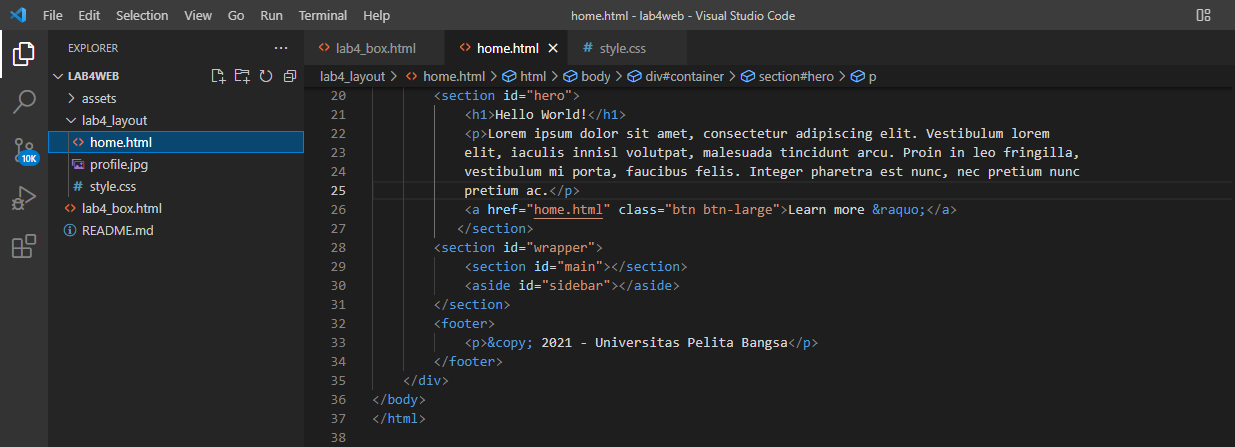 File Edit Selection View Go Run Terminal Help home.html - lab4web - Visual Studio Code
EXPLORER
LAB4WEB
assets
lab4_layout
home.html
profile.jpg
style.css
lab4_box.html
README.md
10K
lab4_box.html home.html style.css
lab4_layout > home.html > html > body > div#container > section#hero > p
20 <section id="hero">
21 <h1>Hello World!</h1>
22 <p>Lorem ipsum dolor sit amet, consectetur adipiscing elit. Vestibulum lorem
23 elit, iaculis innisl volutpat, malesuada tincidunt arcu. Proin in leo fringilla,
24 vestibulum mi porta, faucibus felis. Integer pharetra est nunc, nec pretium nunc
25 pretium ac.</p>
26 <a href="home.html" class="btn btn-large">Learn more &raquo;</a>
27 </section>
28 <section id="wrapper">
29 <section id="main"></section>
30 <aside id="sidebar"></aside>
31 </section>
32 <footer>
33 <p>&copy; 2021 - Universitas Pelita Bangsa</p>
34 </footer>
35 </div>
36 </body>
37 </html>
38